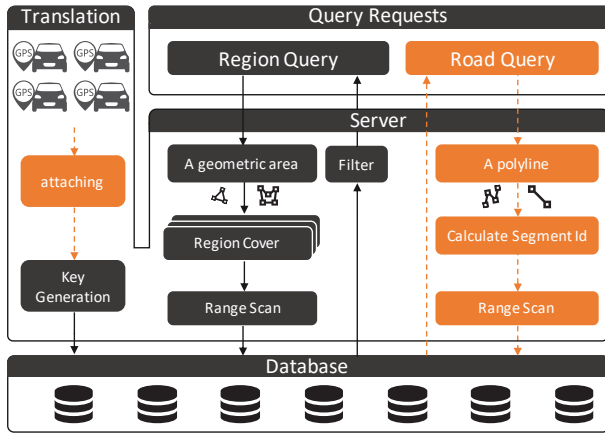 Translation
GPS
GPS
GPS
GPS
attaching
Key
Generation
Query Requests
Region Query
Road Query
Server
A geometric area
Filter
A polyline
Region Cover
Calculate Segment Id
Range Scan
Range Scan
Database